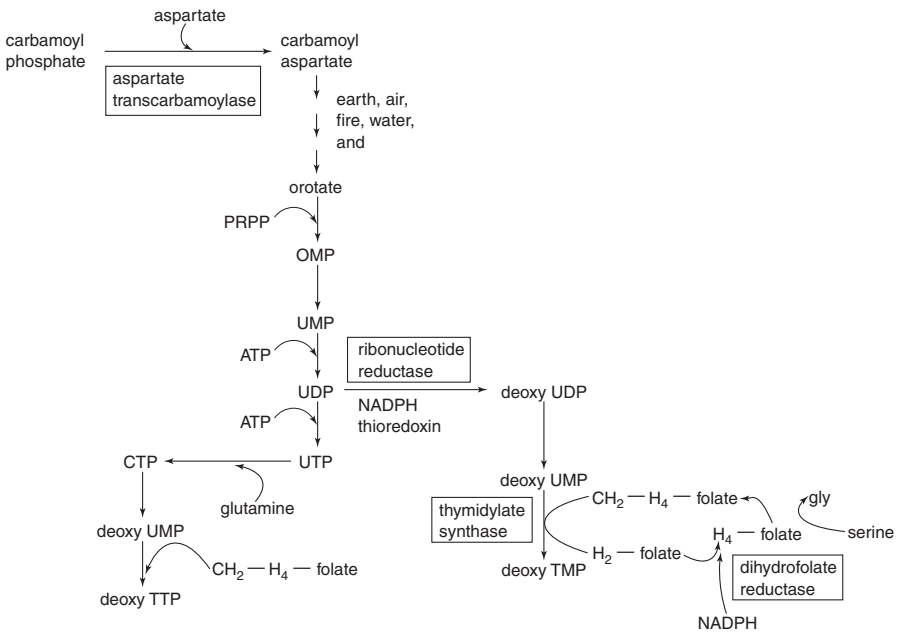 aspartate
carbamoyl
phosphate
carbamoyl
aspartate
aspartate
transcarbamoylase
earth, air,
fire, water,
and
orotate
PRPP
OMP
UMP
ATP
ribonucleotide
reductase
UDP
deoxy UDP
NADPH
thioredoxin
ATP
CTP
UTP
glutamine
deoxy UMP
deoxy UMP
CH2 — H4 — folate
gly
thymidylate
synthase
H4 — folate
serine
H2 — folate
deoxy TMP
dihydrofolate
reductase
CH2 — H4 — folate
deoxy TTP
NADPH